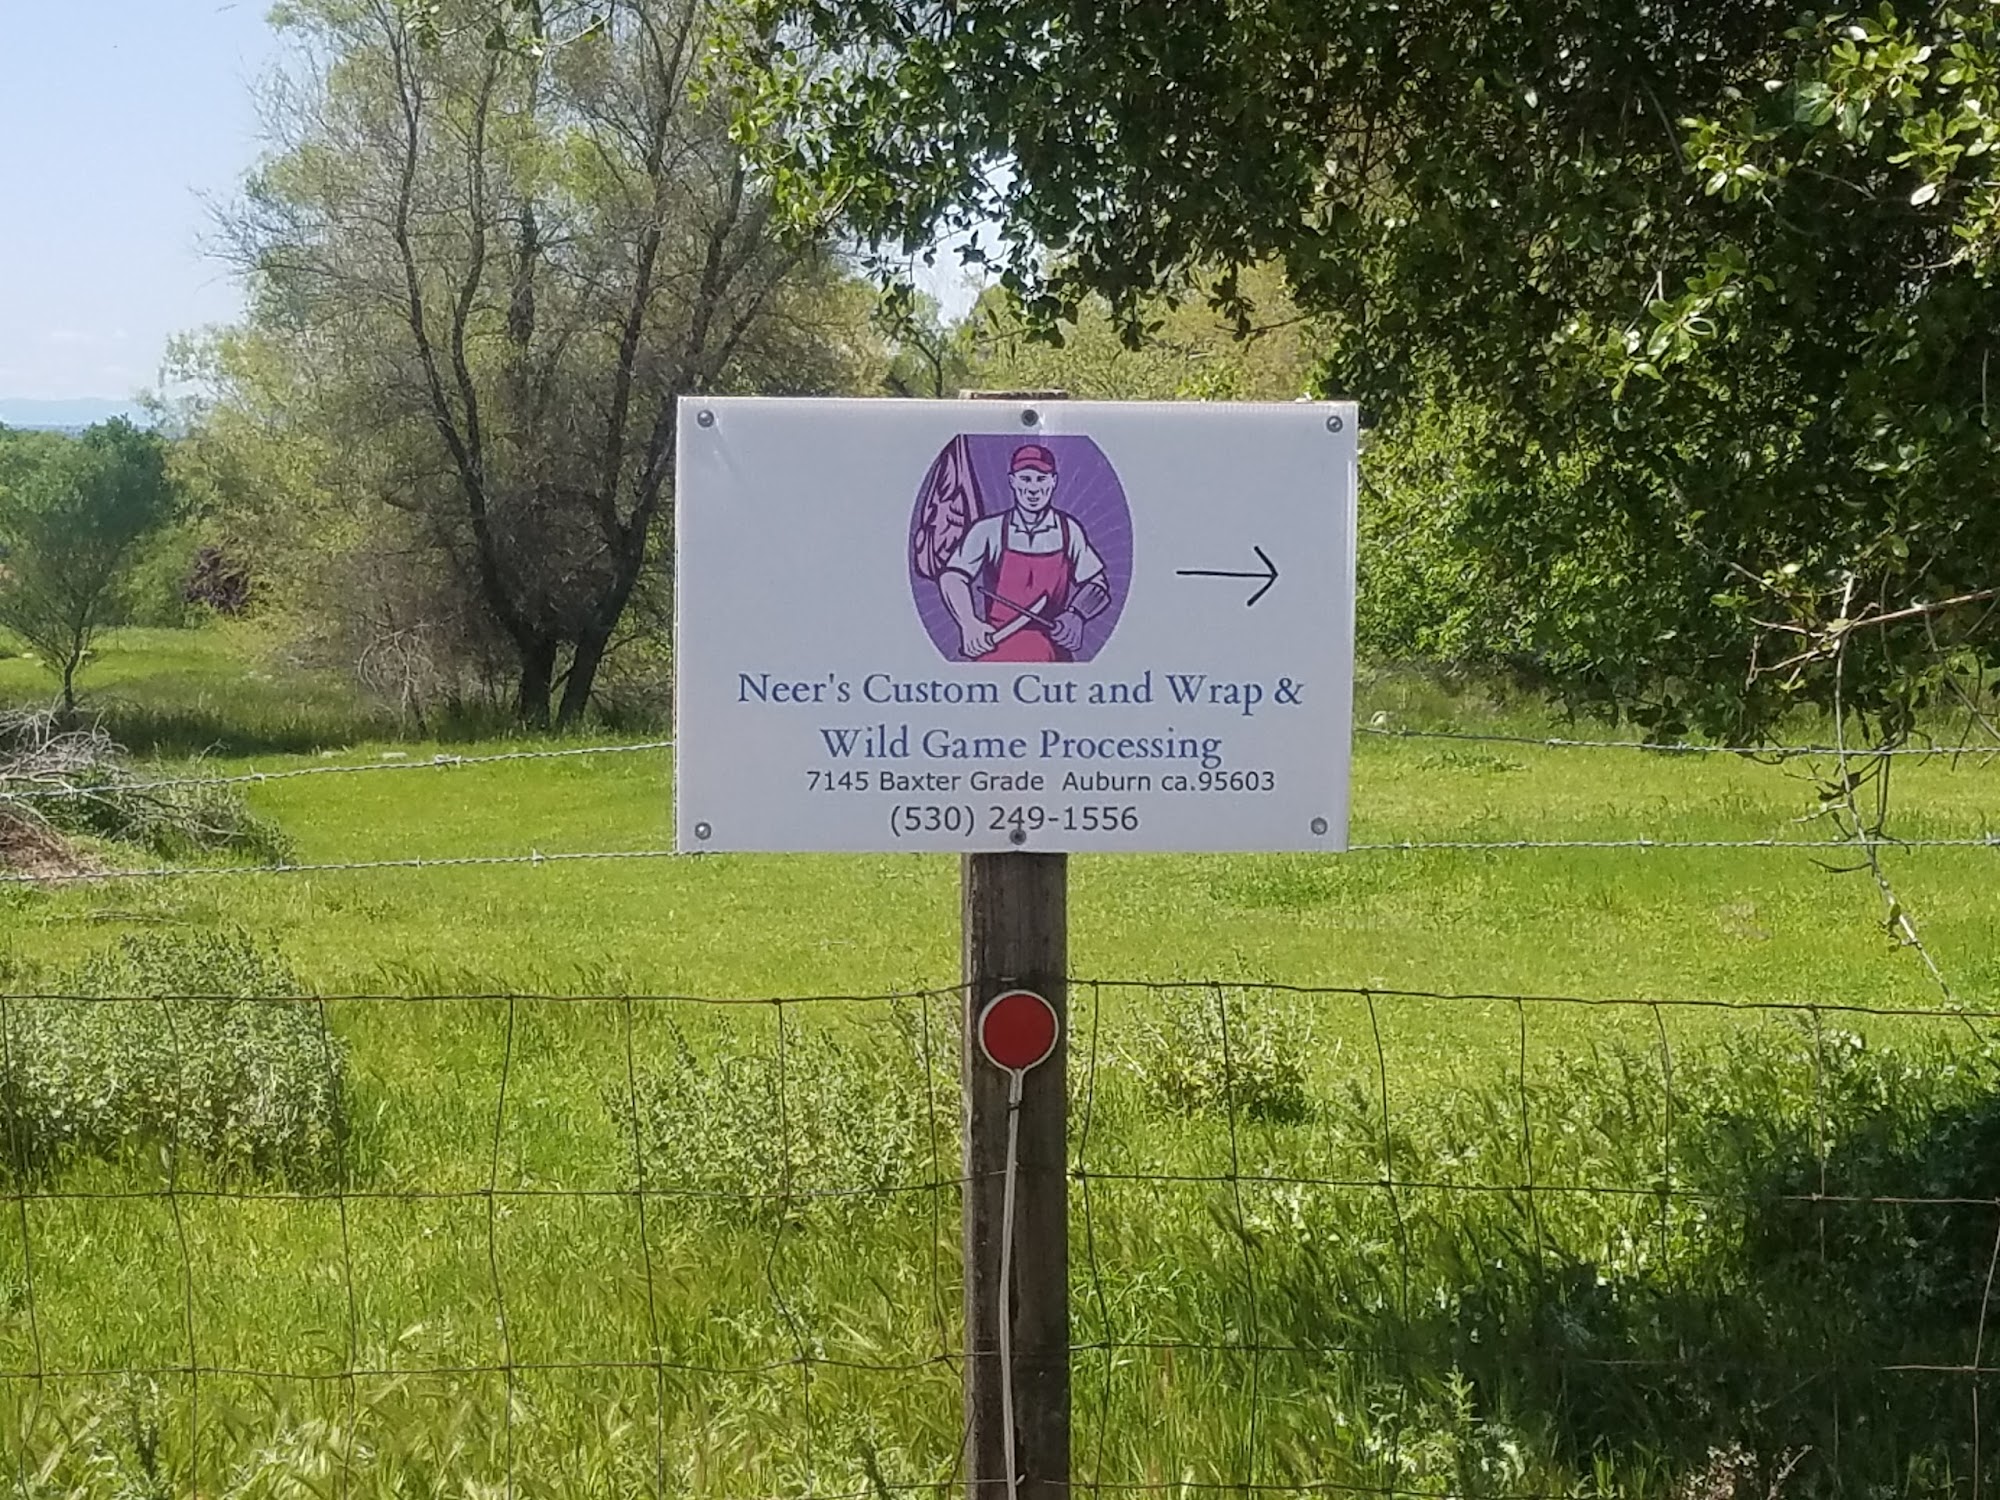 Neer's Custom Cut and Wrap &
Wild Game Processing
7145 Baxter Grade Auburn ca.95603
(530) 249-1556